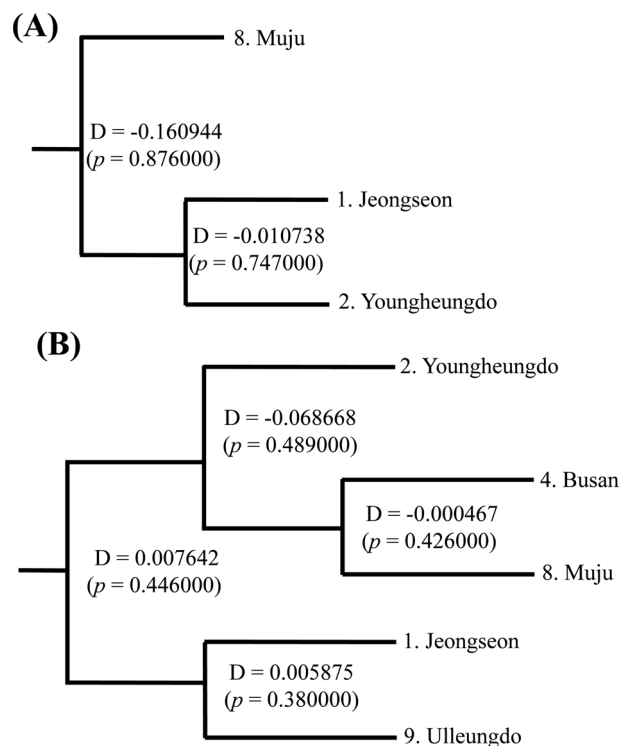 (A)
8. Muju
D = -0.160944
(p = 0.876000)
1. Jeongseon
D = -0.010738
(p = 0.747000)
2. Youngheungdo
(B)
2. Youngheungdo
D = -0.068668
(p = 0.489000)
4. Busan
D = -0.000467
(p = 0.426000)
8. Muju
D = 0.007642
(p = 0.446000)
1. Jeongseon
D = 0.005875
(p = 0.380000)
9. Ulleungdo